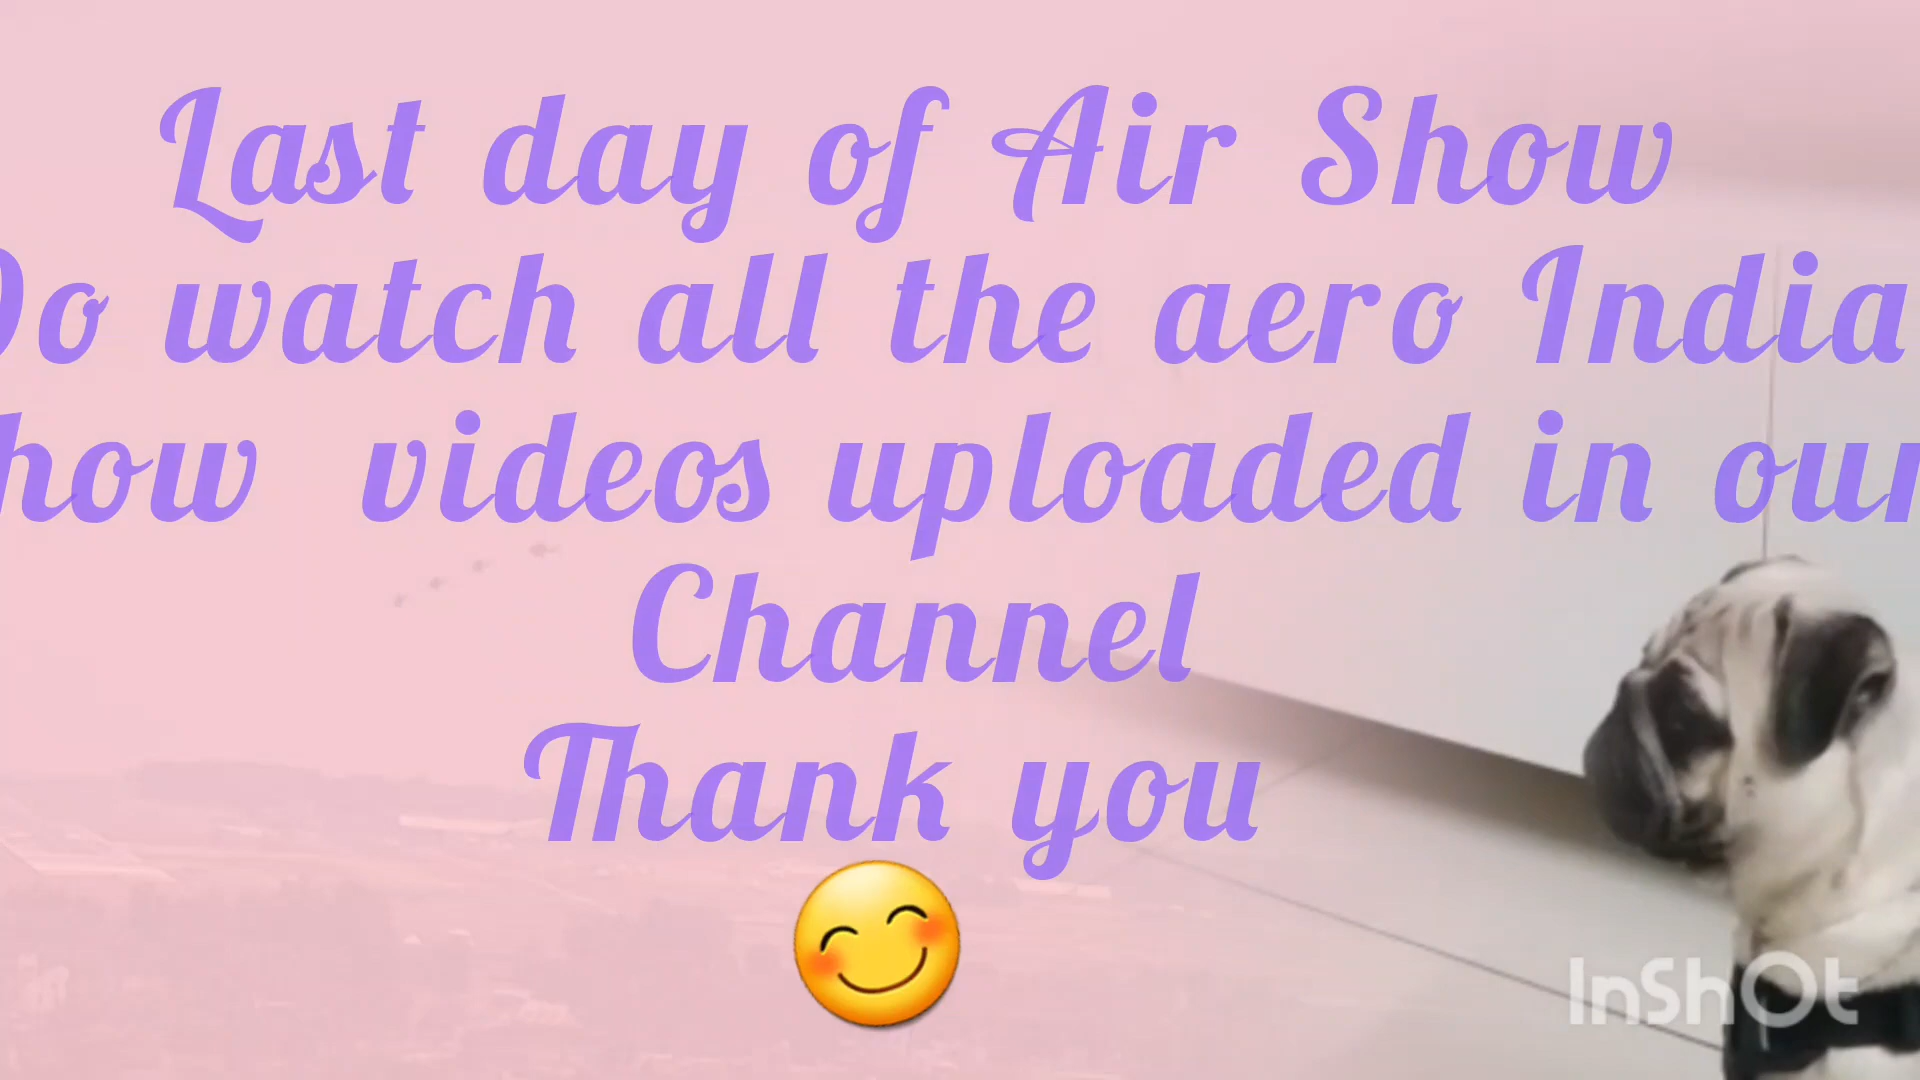 Last day of Air Show
Do watch all the aero India
how videos uploaded in our
Channel
Thank you
InShOt